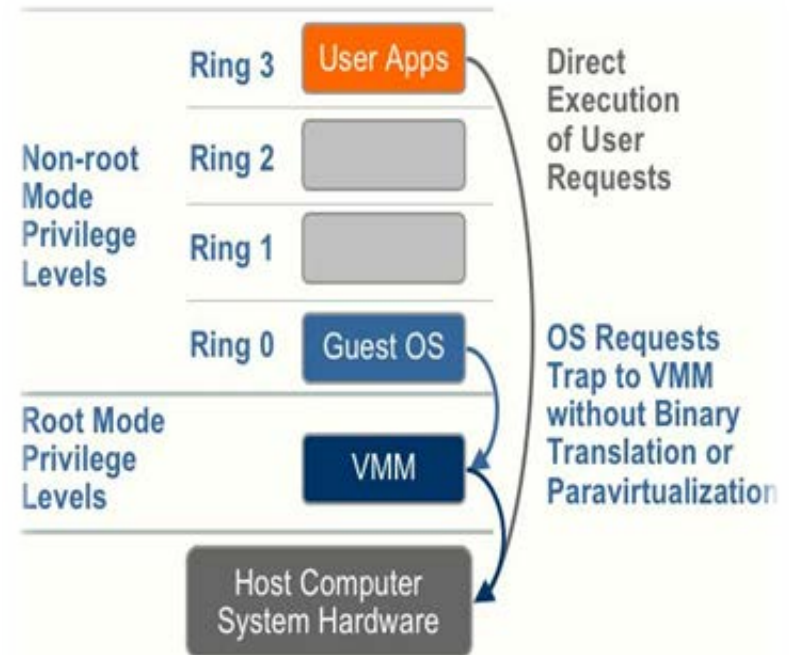 Ring 3
User Apps
Direct
Execution
of User
Requests
Non-root
Mode
Privilege
Levels
Ring 2
Ring 1
Ring 0
Guest OS
OS Requests
Trap to VMM
without Binary
Translation or
Paravirtualization
Root Mode
Privilege
Levels
VMM
Host Computer
System Hardware